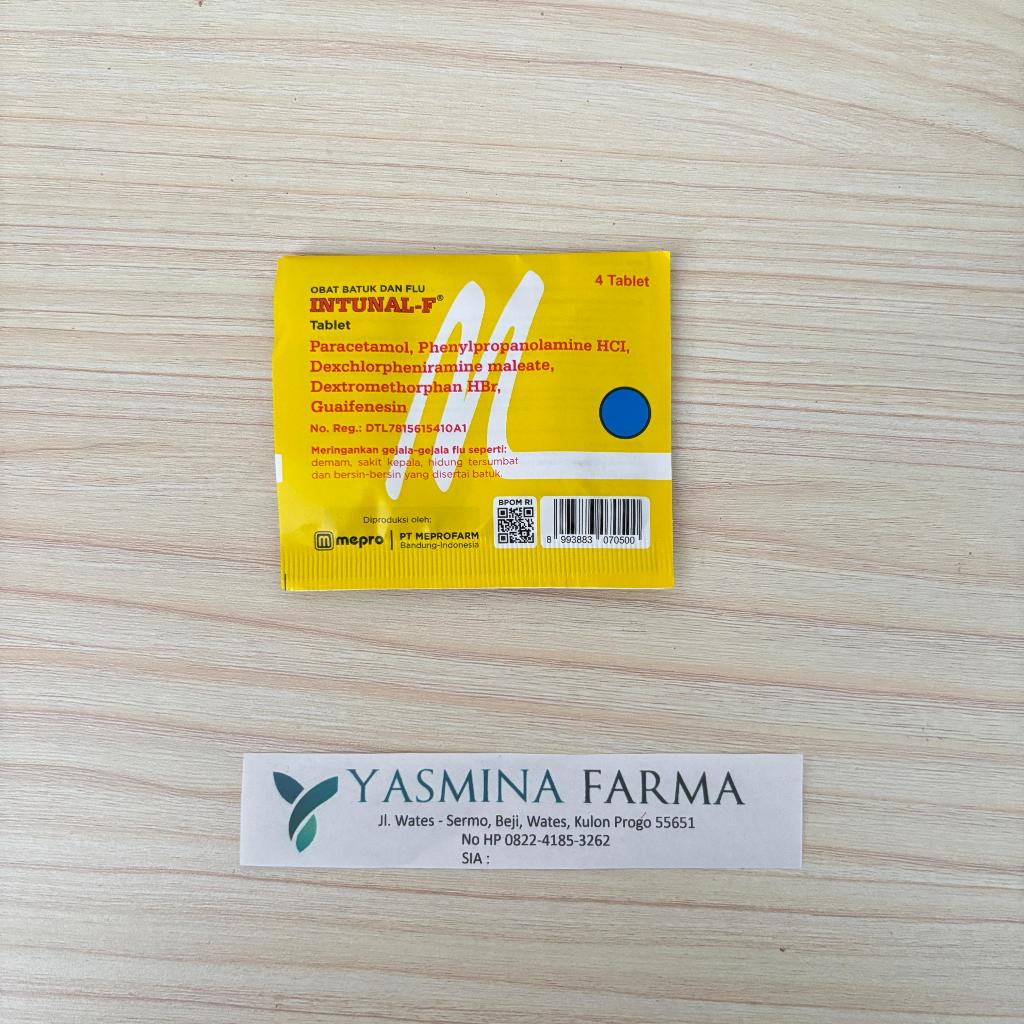 OBAT BATUK DAN FLU
INTUNAL-F®
Tablet
4 Tablet
Paracetamol, Phenylpropanolamine HCl,
Dexchlorpheniramine maleate,
Dextromethorphan HBr,
Guaifenesin
No. Reg.: DTL7815615410A1
Meringankan gejala-gejala flu seperti:
demam, sakit kepala, hidung tersumbat
dan bersin-bersin yang disertai batuk.
Diproduksi oleh:
mepro
PT MEPROFARM
Bandung-Indonesia
BPOM RI
8 993883 070500
YASMINA FARMA
Jl. Wates - Sermo, Beji, Wates, Kulon Progo 55651
No HP 0822-4185-3262
SIA :